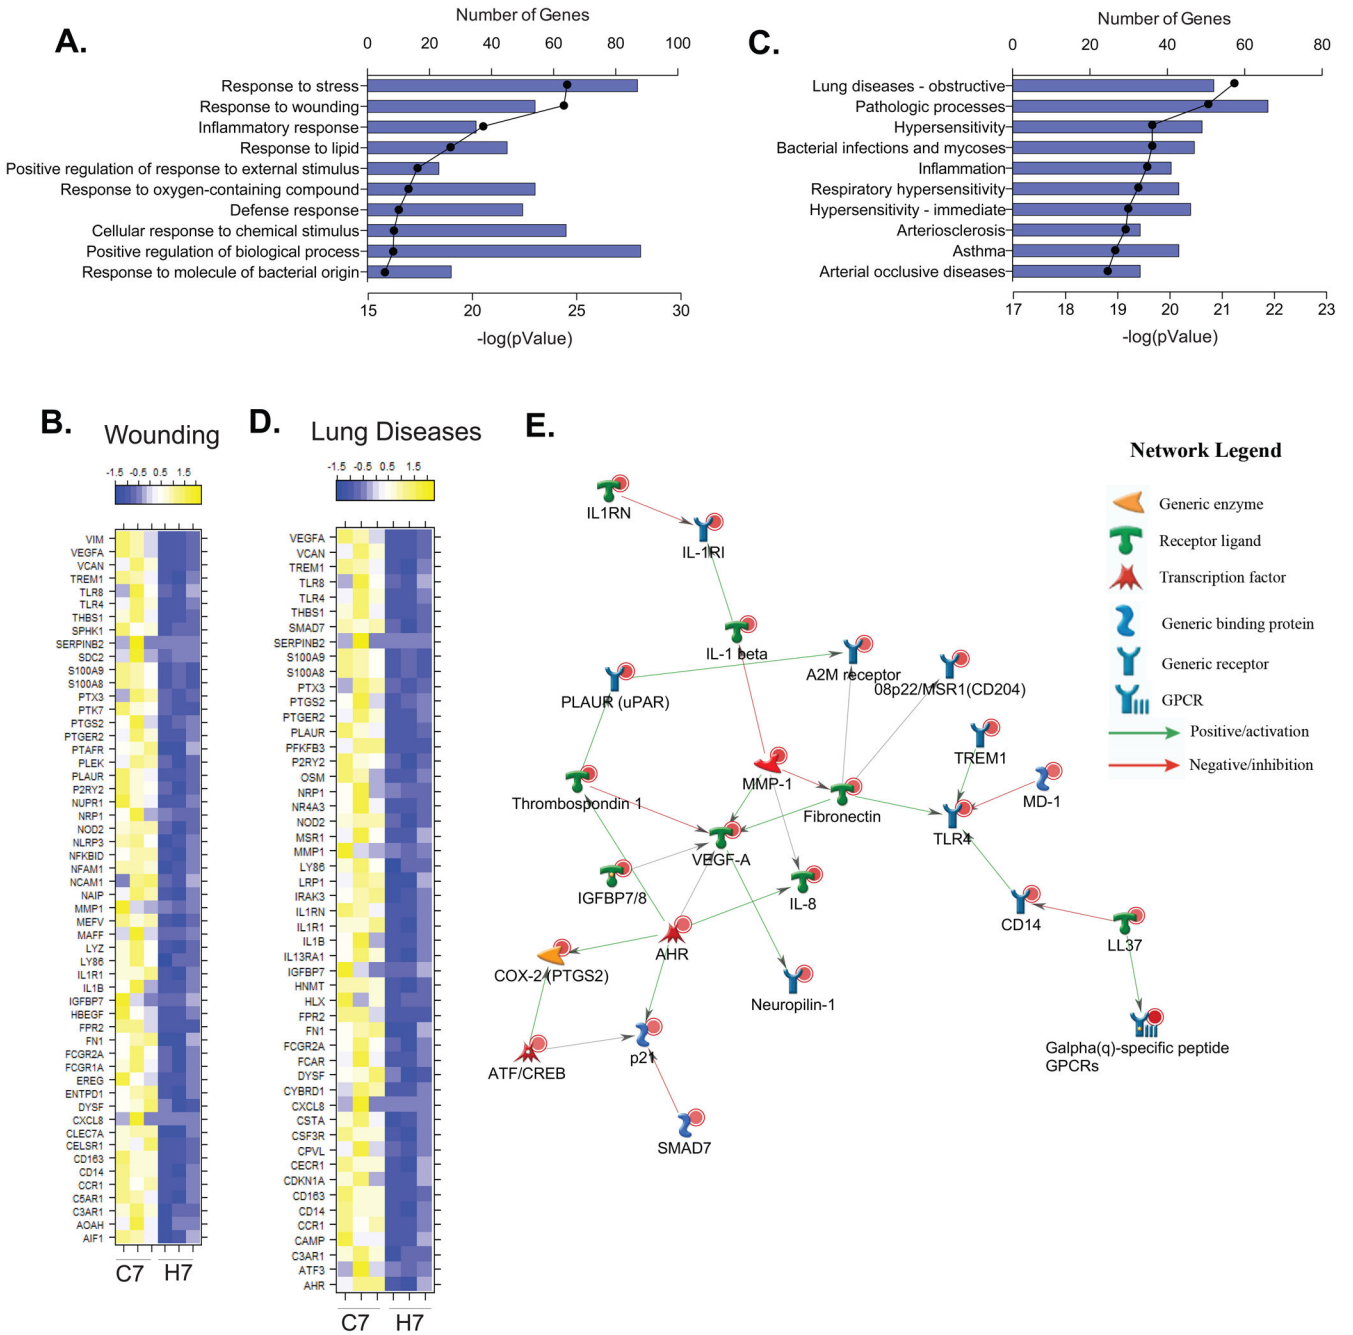 A.
Number of Genes
0 20 40 60 80 100
Response to stress
Response to wounding
Inflammatory response
Response to lipid
Positive regulation of response to external stimulus
Response to oxygen-containing compound
Defense response
Cellular response to chemical stimulus
Positive regulation of biological process
Response to molecule of bacterial origin
15 20 25 30
-log(pValue)
C.
Number of Genes
0 20 40 60 80
Lung diseases - obstructive
Pathologic processes
Hypersensitivity
Bacterial infections and mycoses
Inflammation
Respiratory hypersensitivity
Hypersensitivity - immediate
Arteriosclerosis
Asthma
Arterial occlusive diseases
17 18 19 20 21 22 23
-log(pValue)
B.
Wounding
-1.5 -0.5 0.5 1.5
VIM
VEGFA
VCAN
TREM1
TLR8
TLR4
THBS1
SPHK1
SERPINB2
SDC2
S100A9
S100A8
PTX3
PTK7
PTGS2
PTGER2
PTAFR
PLEK
PLAUR
P2RY2
NUPR1
NRP1
NOD2
NLRP3
NFKBID
NFAM1
NCAM1
NAIP
MMP1
MEFV
MAFF
LYZ
LY86
IL1R1
IL1B
IGFBP7
HBEGF
FPR2
FN1
FCGR2A
FCGR1A
EREG
ENTPD1
DYSF
CXCL8
CLEC7A
CELSR1
CD163
CD14
CCR1
C5AR1
C3AR1
AOAH
AIF1
C7 H7
D.
Lung Diseases
-1.5 -0.5 0.5 1.5
VEGFA
VCAN
TREM1
TLR8
TLR4
THBS1
SMAD7
SERPINB2
S100A9
S100A8
PTX3
PTGS2
PTGER2
PLAUR
PFKFB3
P2RY2
OSM
NRP1
NR4A3
NOD2
MSR1
MMP1
LY86
LRP1
IRAK3
IL1RN
IL1R1
IL1B
IL13RA1
IGFBP7
HNMT
HLX
FPR2
FN1
FCGR2A
FCAR
DYSF
CYBRD1
CXCL8
CSTA
CSF3R
CPVL
CECR1
CDKN1A
CD163
CD14
CCR1
CAMP
C3AR1
ATF3
AHR
C7 H7
E.
IL1RN
IL-1RI
IL-1 beta
A2M receptor
08p22/MSR1(CD204)
PLAUR (uPAR)
TREM1
MMP-1
MD-1
Thrombospondin 1
Fibronectin
TLR4
VEGF-A
IGFBP7/8
IL-8
CD14
LL37
AHR
COX-2 (PTGS2)
Neuropilin-1
Galpha(q)-specific peptide
GPCRs
p21
ATF/CREB
SMAD7
Network Legend
Generic enzyme
Receptor ligand
Transcription factor
Generic binding protein
Generic receptor
GPCR
Positive/activation
Negative/inhibition